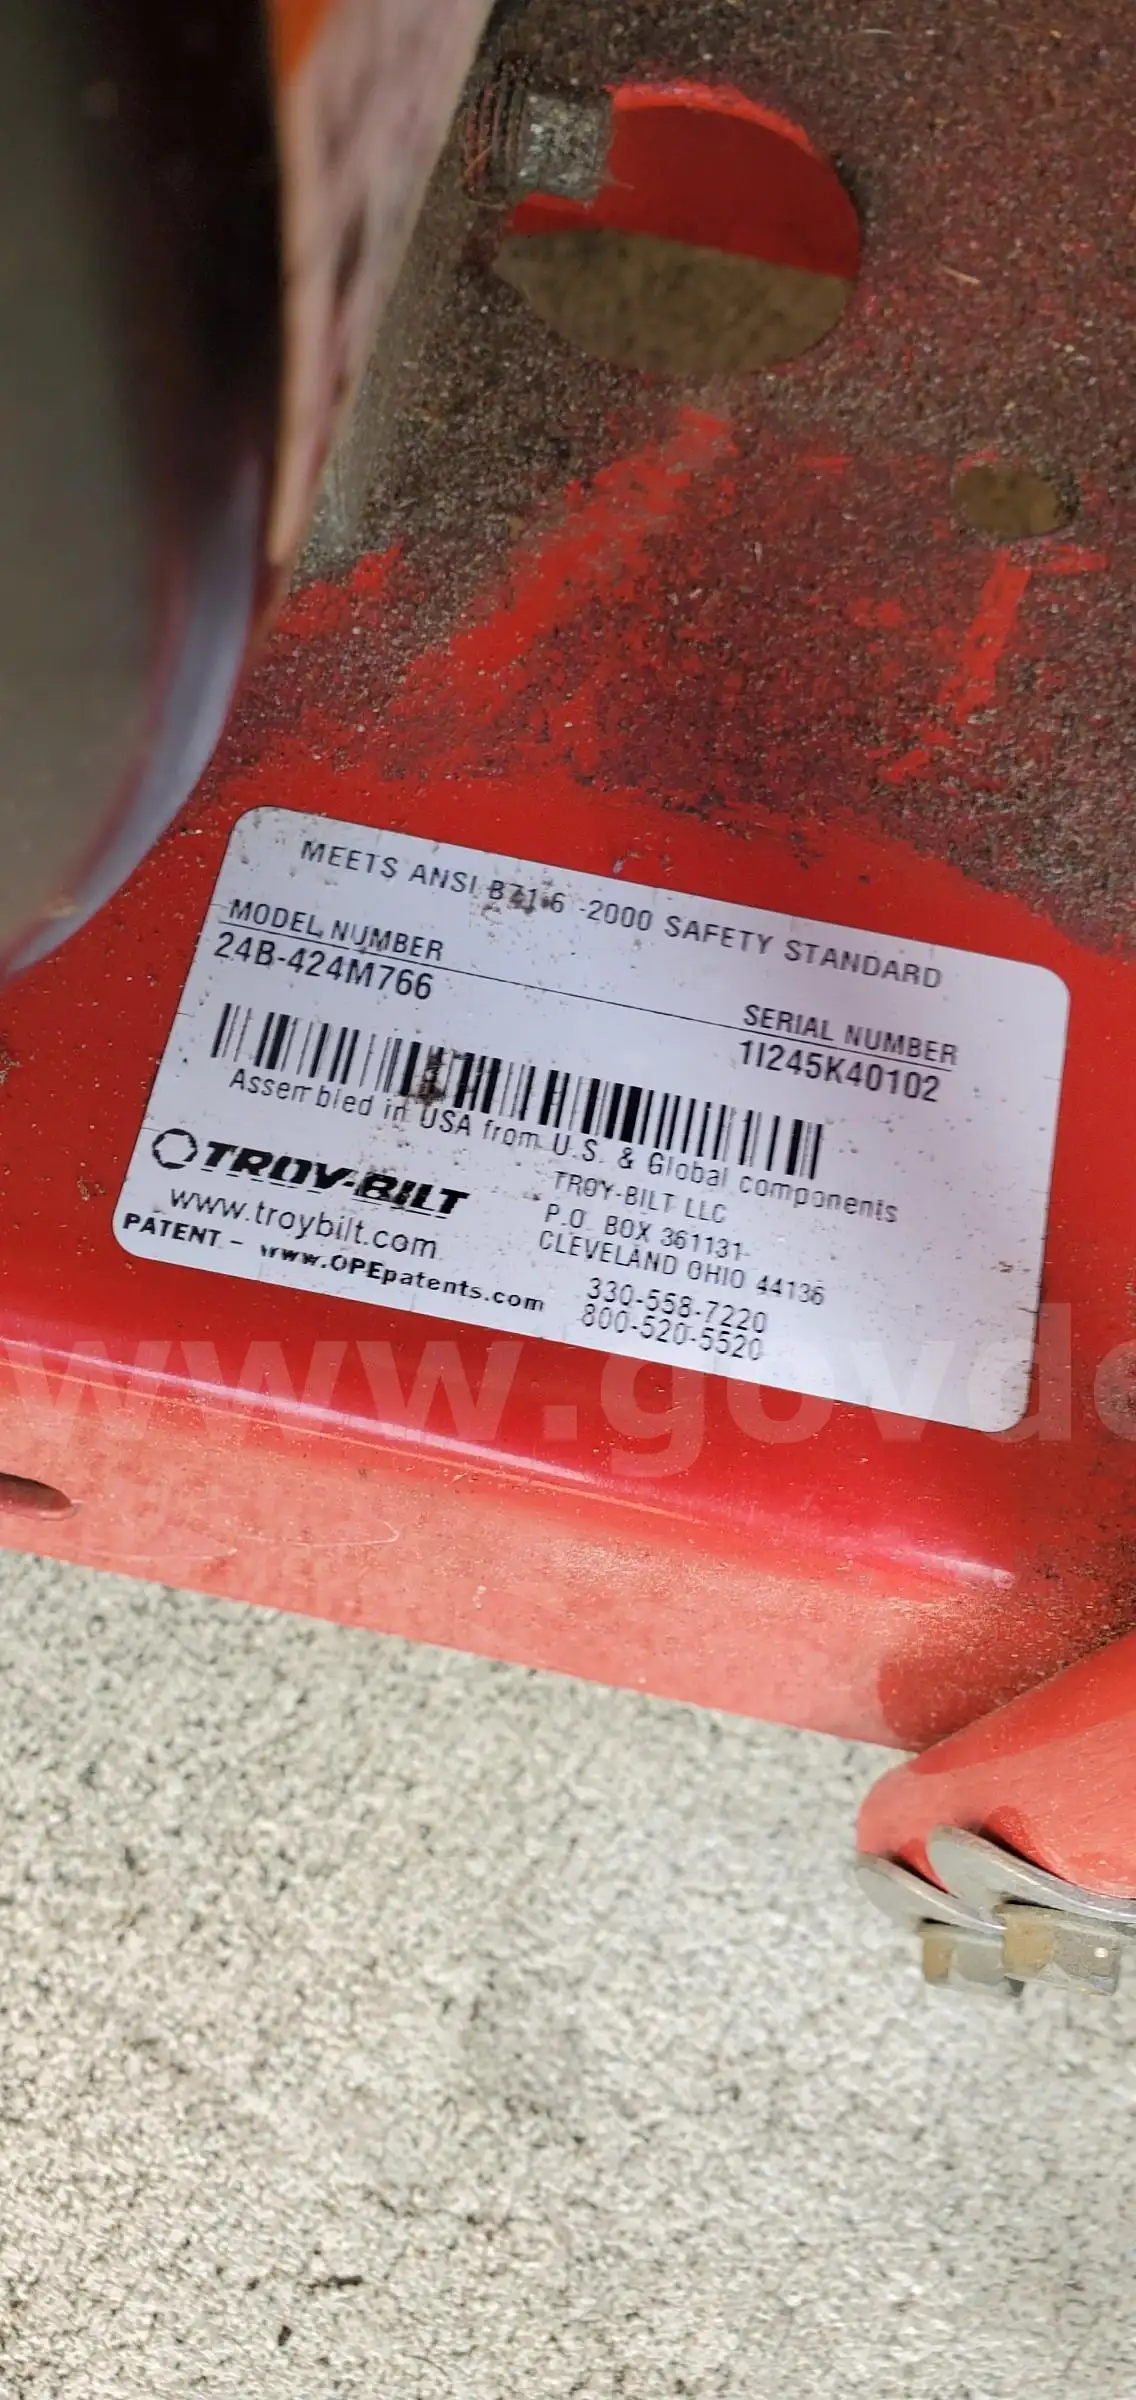 MEETS ANSI B71.6 -2000 SAFETY STANDARD
MODEL NUMBER
24B-424M766
SERIAL NUMBER
1I245K40102
Assembled in USA from U.S. & Global components
TROY-BILT
www.troybilt.com
PATENT - www.OPEpatents.com
TROY-BILT LLC
P.O. BOX 361131
CLEVELAND OHIO 44136
330-558-7220
800-520-5520
www.govd